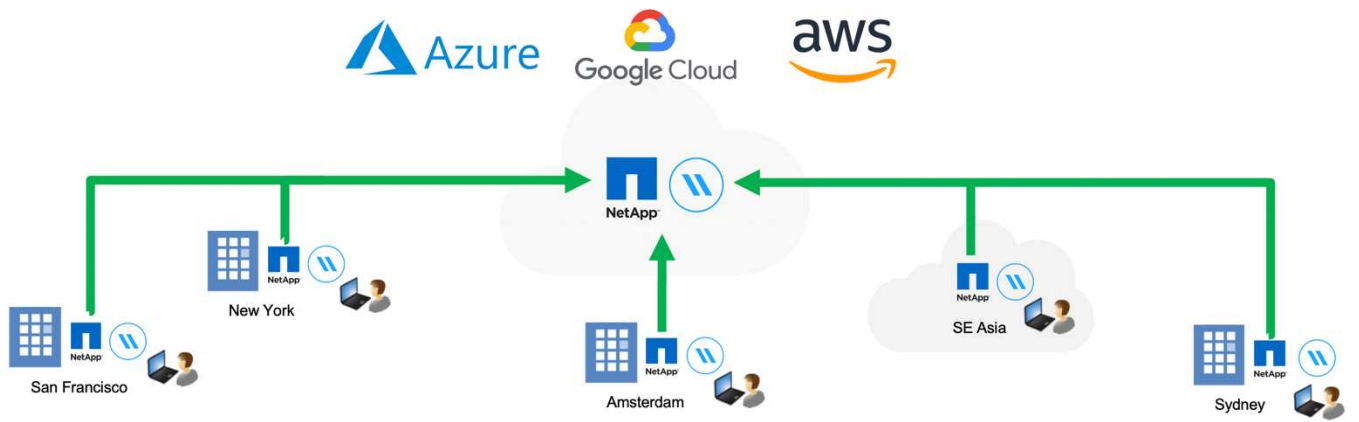 Azure
Google Cloud
aws
NetApp
NetApp
New York
NetApp
San Francisco
NetApp
Amsterdam
NetApp
SE Asia
NetApp
Sydney